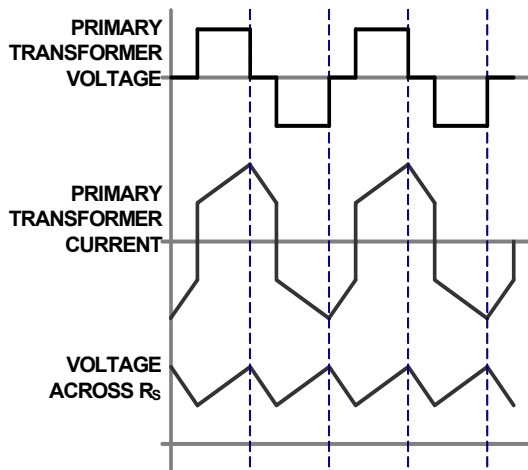 PRIMARY
TRANSFORMER
VOLTAGE
PRIMARY
TRANSFORMER
CURRENT
VOLTAGE
ACROSS RS